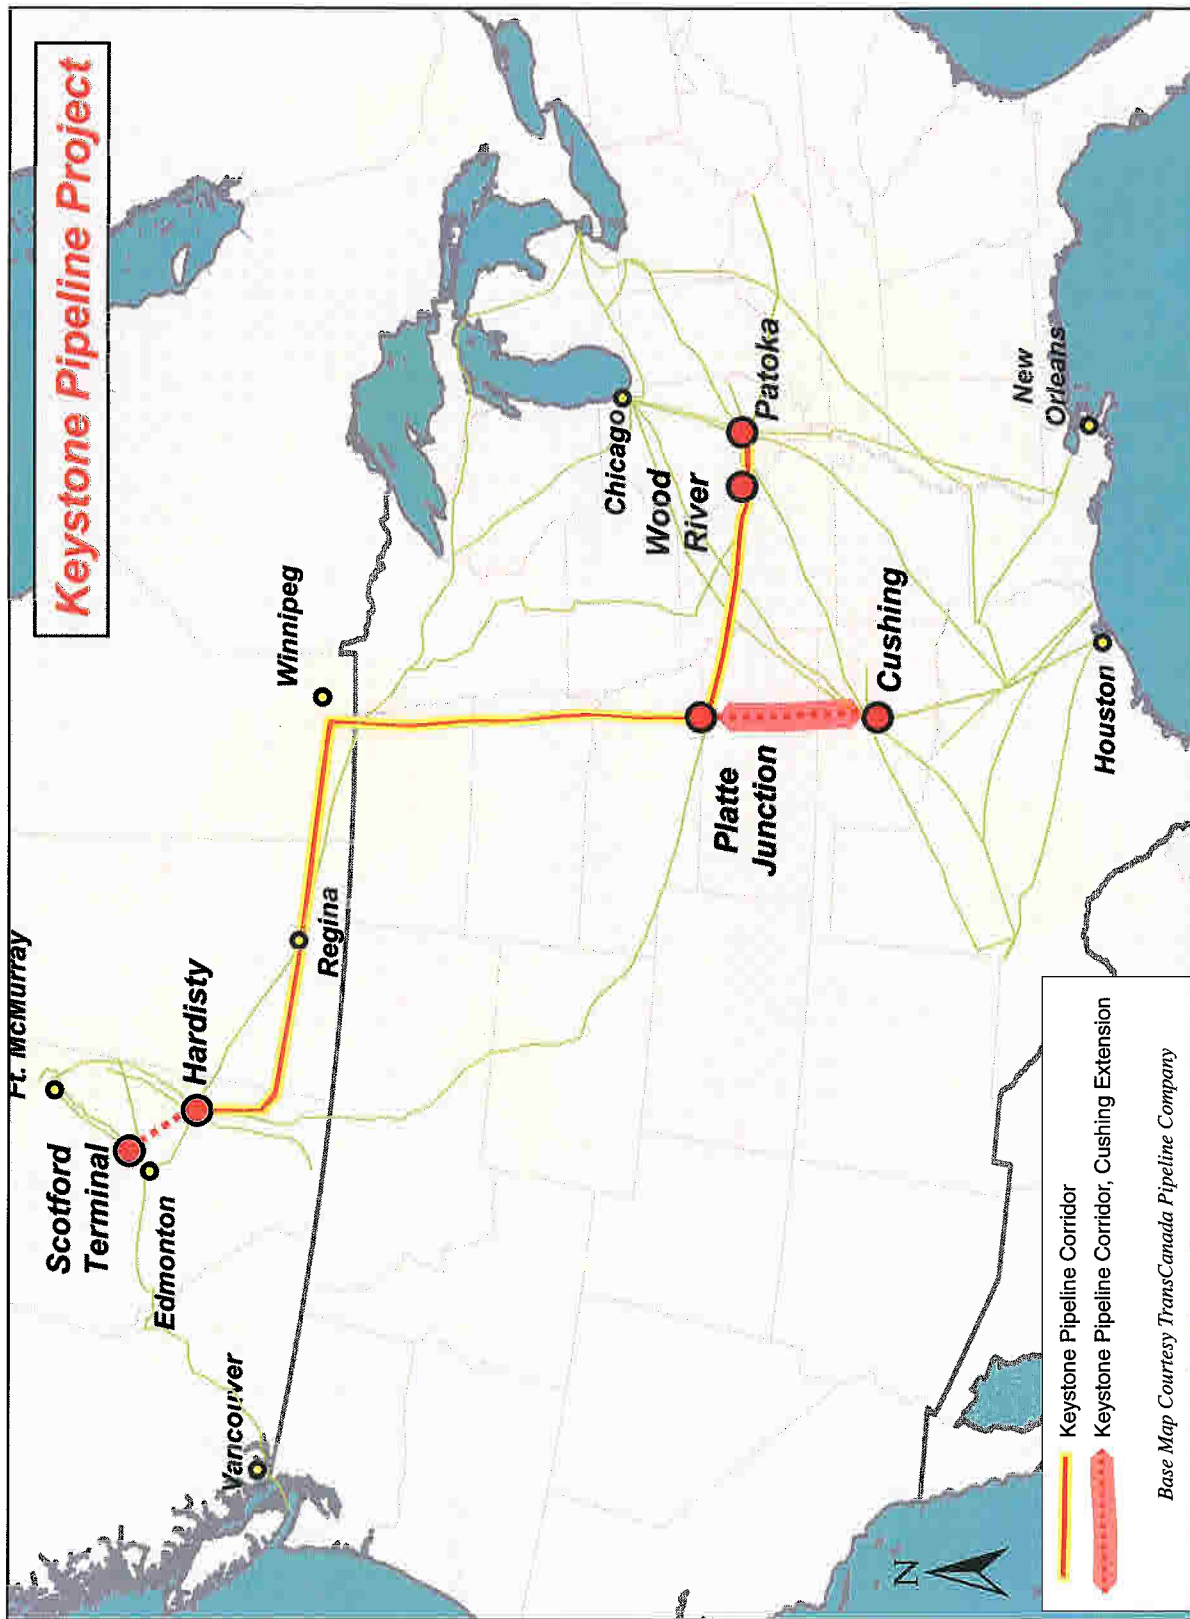 Keystone Pipeline Project
Ft. McMurray
Scotford
Terminal
Edmonton
Hardisty
Vancouver
Regina
Winnipeg
Chicago
Wood
River
Patoka
Platte
Junction
Cushing
New
Orleans
Houston
N
Keystone Pipeline Corridor
Keystone Pipeline Corridor, Cushing Extension
Base Map Courtesy TransCanada Pipeline Company